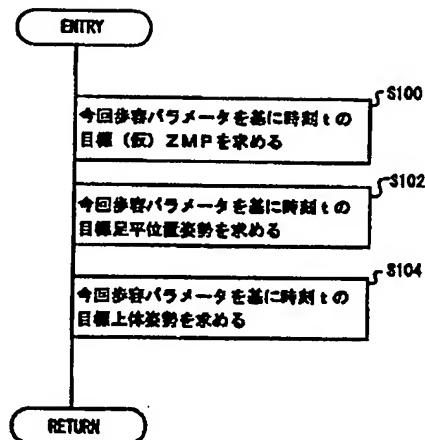 ENTRY
S100
今回歩容パラメータを基に時刻tの
目標(仮)ZMPを求める
S102
今回歩容パラメータを基に時刻tの
目標足平位置姿勢を求める
S104
今回歩容パラメータを基に時刻tの
目標上体姿勢を求める
RETURN